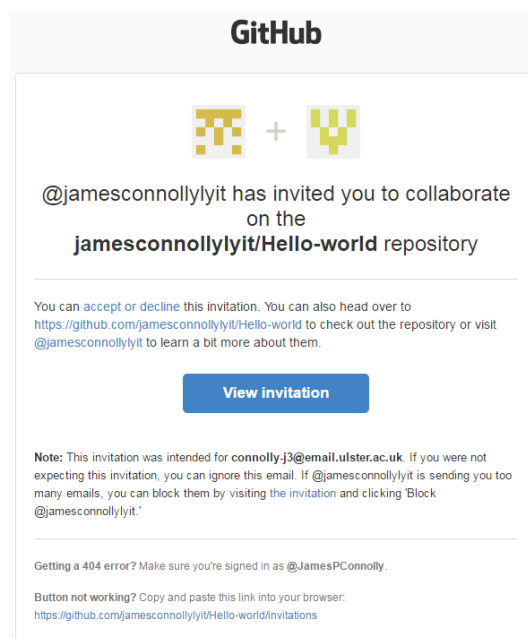 GitHub
+
@jamesconnollylyit has invited you to collaborate
on the
jamesconnollylyit/Hello-world repository
You can accept or decline this invitation. You can also head over to
https://github.com/jamesconnollylyit/Hello-world to check out the repository or visit
@jamesconnollylyit to learn a bit more about them.
View invitation
Note: This invitation was intended for connolly-j3@email.ulster.ac.uk. If you were not
expecting this invitation, you can ignore this email. If @jamesconnollylyit is sending you too
many emails, you can block them by visiting the invitation and clicking 'Block
@jamesconnollylyit.'
Getting a 404 error? Make sure you're signed in as @JamesPConnolly.
Button not working? Copy and paste this link into your browser:
https://github.com/jamesconnollylyit/Hello-world/invitations